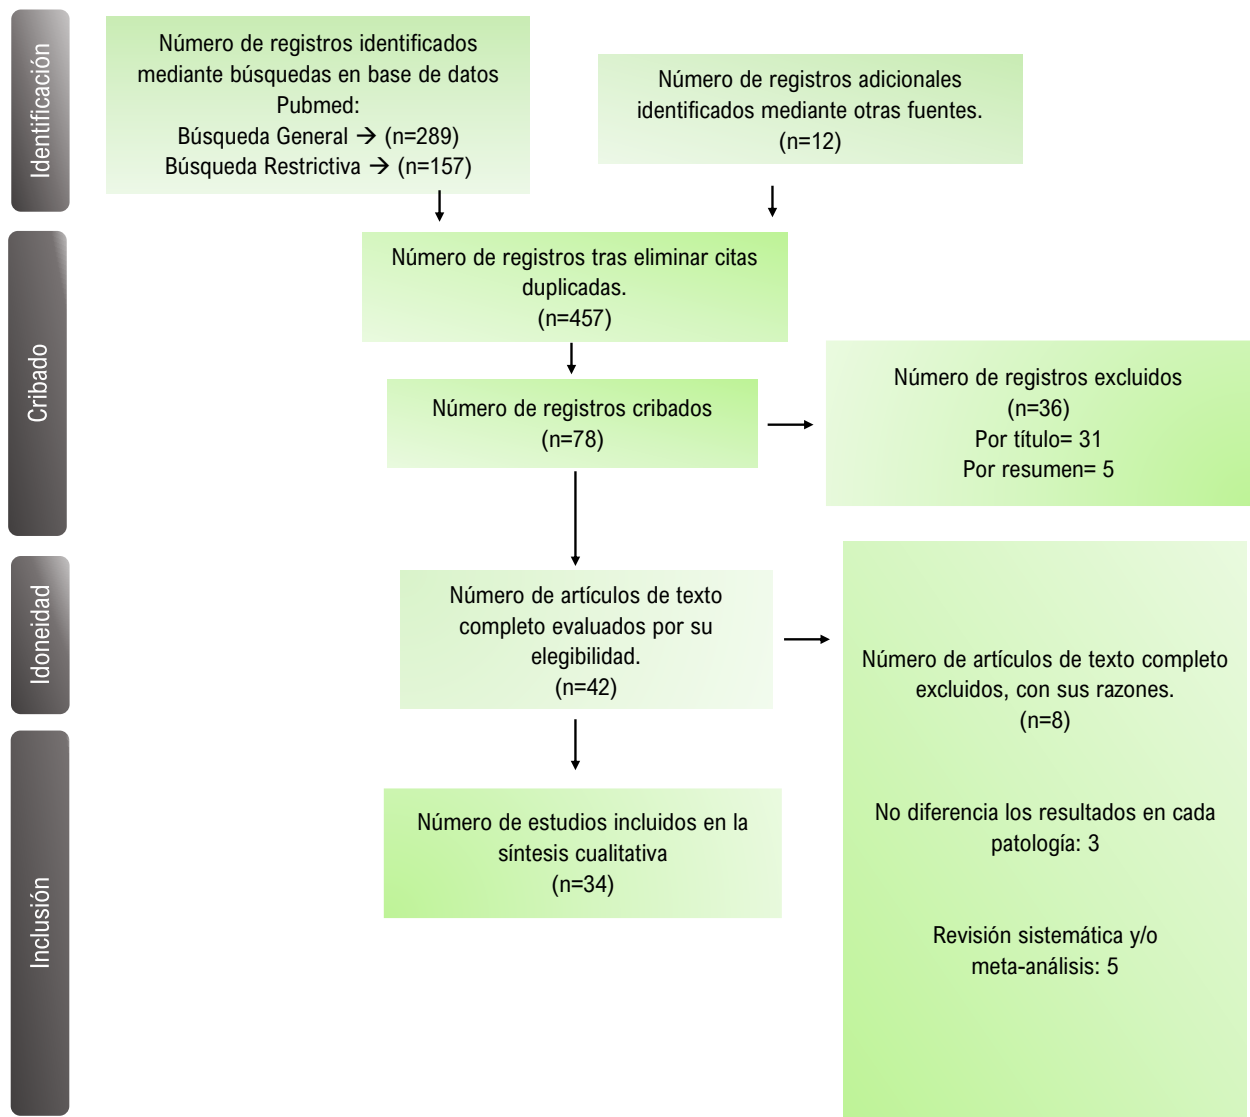 Identificación
Número de registros identificados
mediante búsquedas en base de datos
Pubmed:
Búsqueda General → (n=289)
Búsqueda Restrictiva → (n=157)
Número de registros adicionales
identificados mediante otras fuentes.
(n=12)
Cribado
Número de registros tras eliminar citas
duplicadas.
(n=457)
Número de registros cribados
(n=78)
Número de registros excluidos
(n=36)
Por título= 31
Por resumen= 5
Idoneidad
Número de artículos de texto
completo evaluados por su
elegibilidad.
(n=42)
Número de artículos de texto completo
excluidos, con sus razones.
(n=8)
No diferencia los resultados en cada
patología: 3
Revisión sistemática y/o
meta-análisis: 5
Inclusión
Número de estudios incluidos en la
síntesis cualitativa
(n=34)